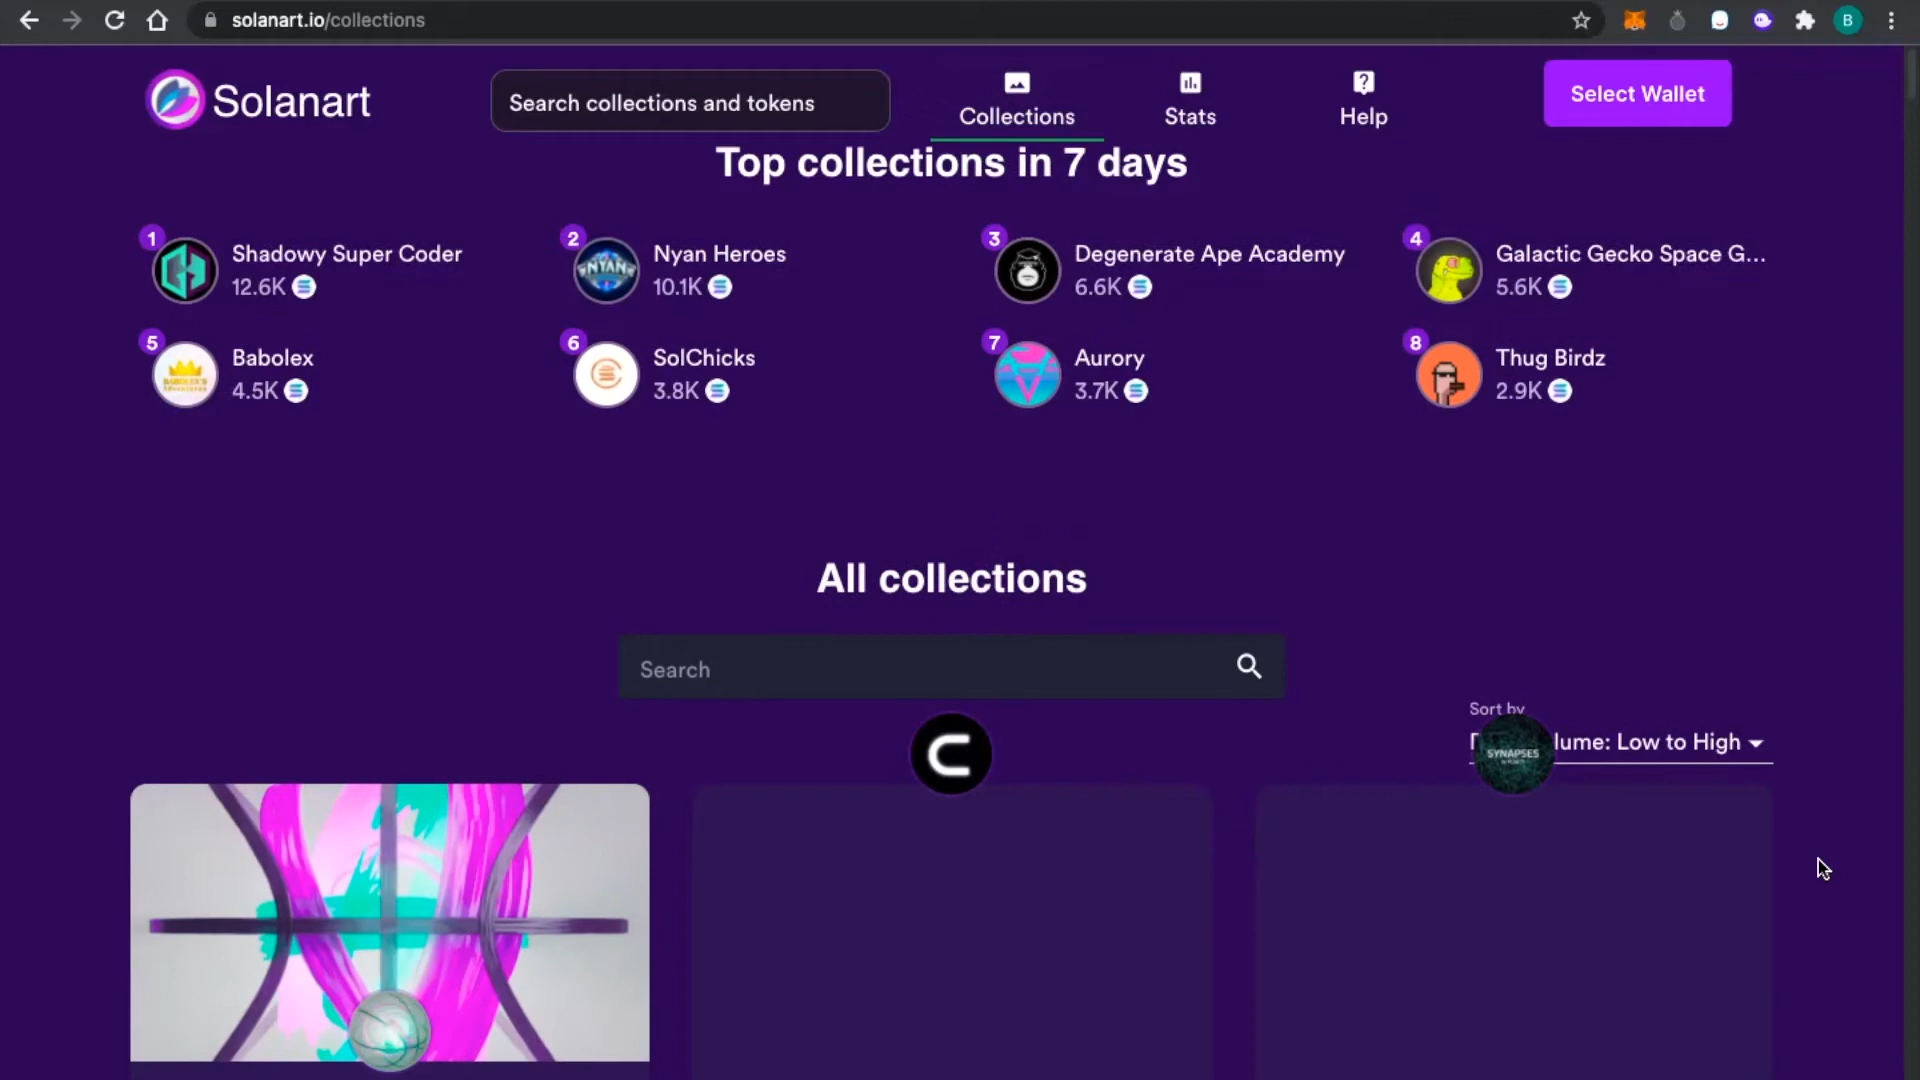 solanart.io/collections
B
Solanart
Search collections and tokens
Collections
Stats
Help
Select Wallet
Top collections in 7 days
1
Shadowy Super Coder
12.6K
2
NYAN
Nyan Heroes
10.1K
3
Degenerate Ape Academy
6.6K
4
Galactic Gecko Space G...
5.6K
5
Babolex
4.5K
6
SolChicks
3.8K
7
Aurory
3.7K
8
Thug Birdz
2.9K
All collections
Search
Sort by
lume: Low to High
SYNAPSES